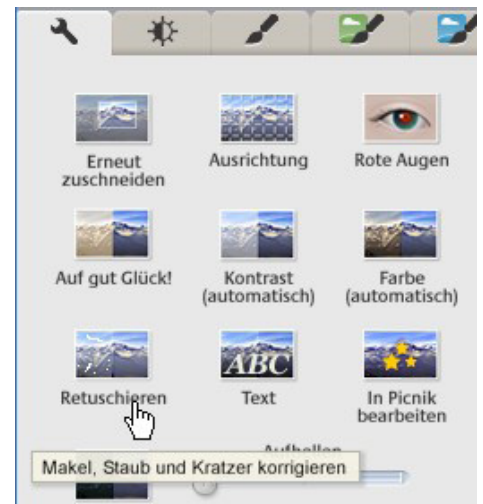 Erneut
zuschneiden
Ausrichtung
Rote Augen
Auf gut Glück!
Kontrast
(automatisch)
Farbe
(automatisch)
Retuschieren
ABC
Text
In Picnik
bearbeiten
Aufhellen
Makel, Staub und Kratzer korrigieren